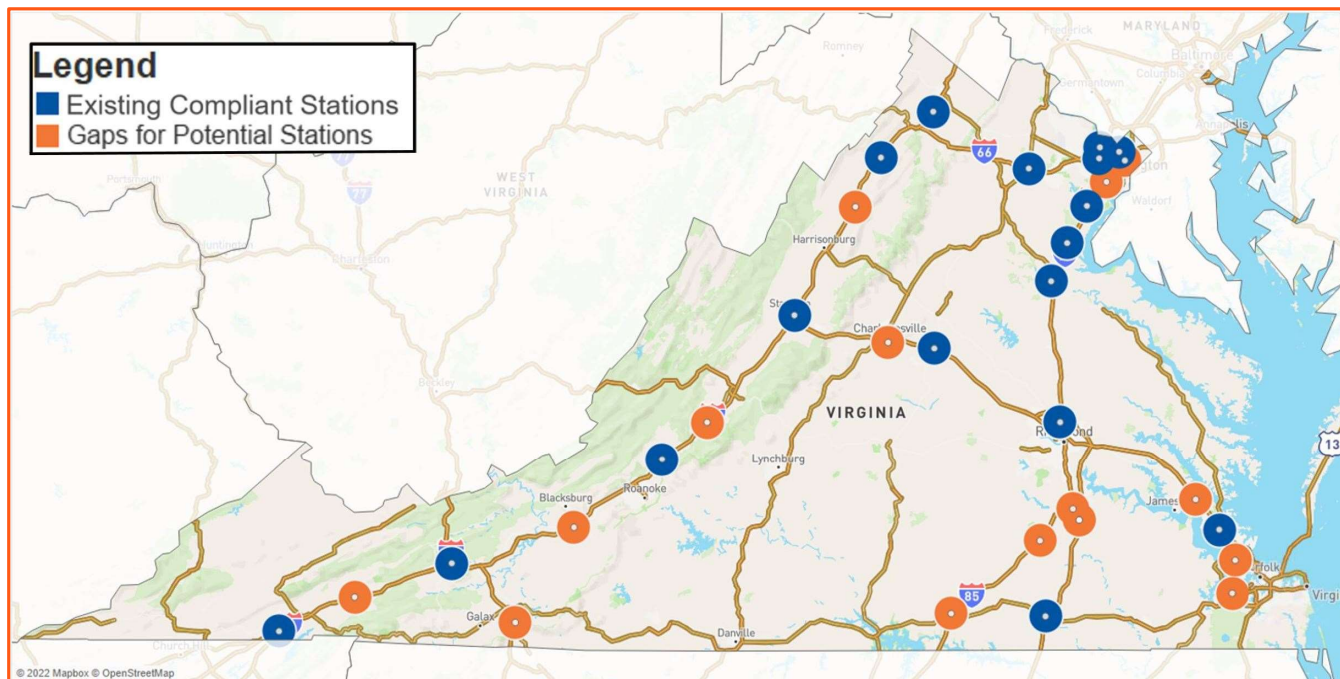 Legend
Existing Compliant Stations
Gaps for Potential Stations
MARYLAND
Frederick
Romney
Baltimore
Germantown
Columbia
Annapolis
66
Portsmouth
77
WEST
VIRGINIA
Waldorf
Huntington
Charleston
Harrisonburg
Beckley
VIRGINIA
13
Lynchburg
Blacksburg
Roanoke
85
Galax
Danville
Church Hill
© 2022 Mapbox © OpenStreetMap